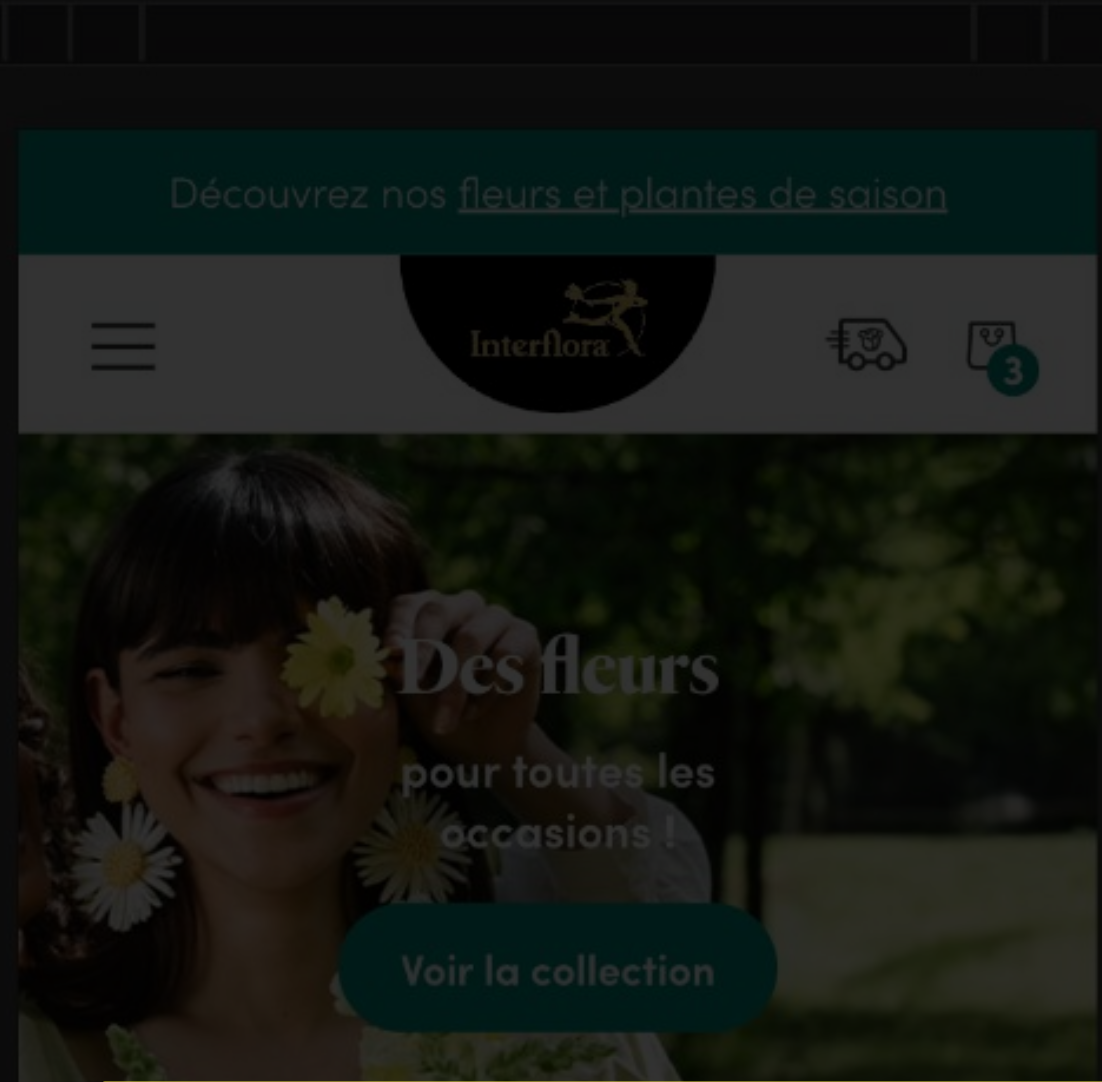 Découvrez nos fleurs et plantes de saison
Interflora
3
Des fleurs
pour toutes les
occasions !
Voir la collection